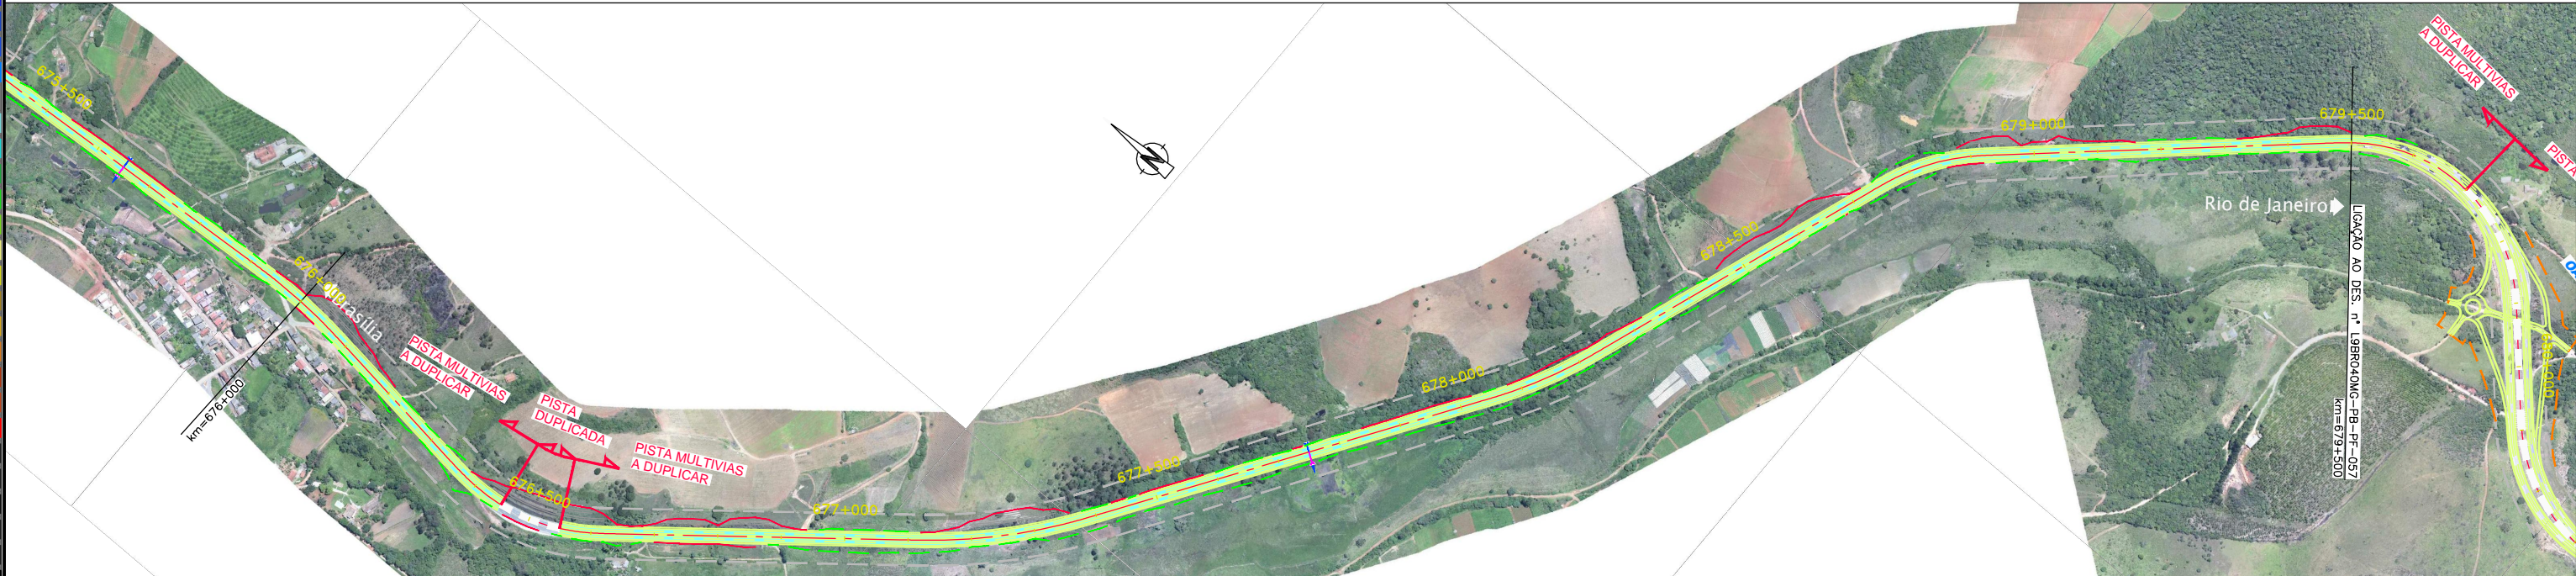 675+500
676+000
Brasília
km=676+000
PISTA MULTIVIAS
A DUPLICAR
PISTA
DUPLICADA
PISTA MULTIVIAS
A DUPLICAR
676+500
677+000
677+500
678+000
678+500
679+000
679+500
N
Rio de Janeiro
LIGAÇÃO AO DES. n° L9BR040MG-PB-PF-057
km=679+500
PISTA MULTIVIAS
A DUPLICAR
PISTA